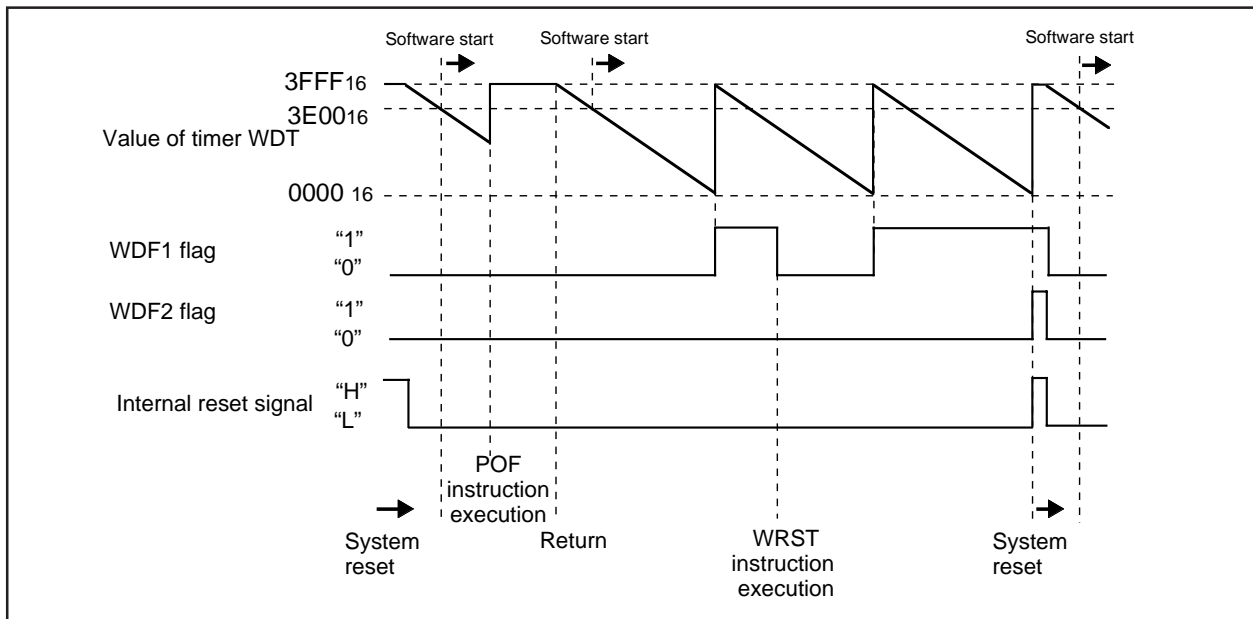 Software start
Software start
Software start
3FFF16
3E0016
Value of timer WDT
0000 16
WDF1 flag
“1”
“0”
WDF2 flag
“1”
“0”
Internal reset signal
“H”
“L”
POF
instruction
execution
System
reset
Return
WRST
instruction
execution
System
reset